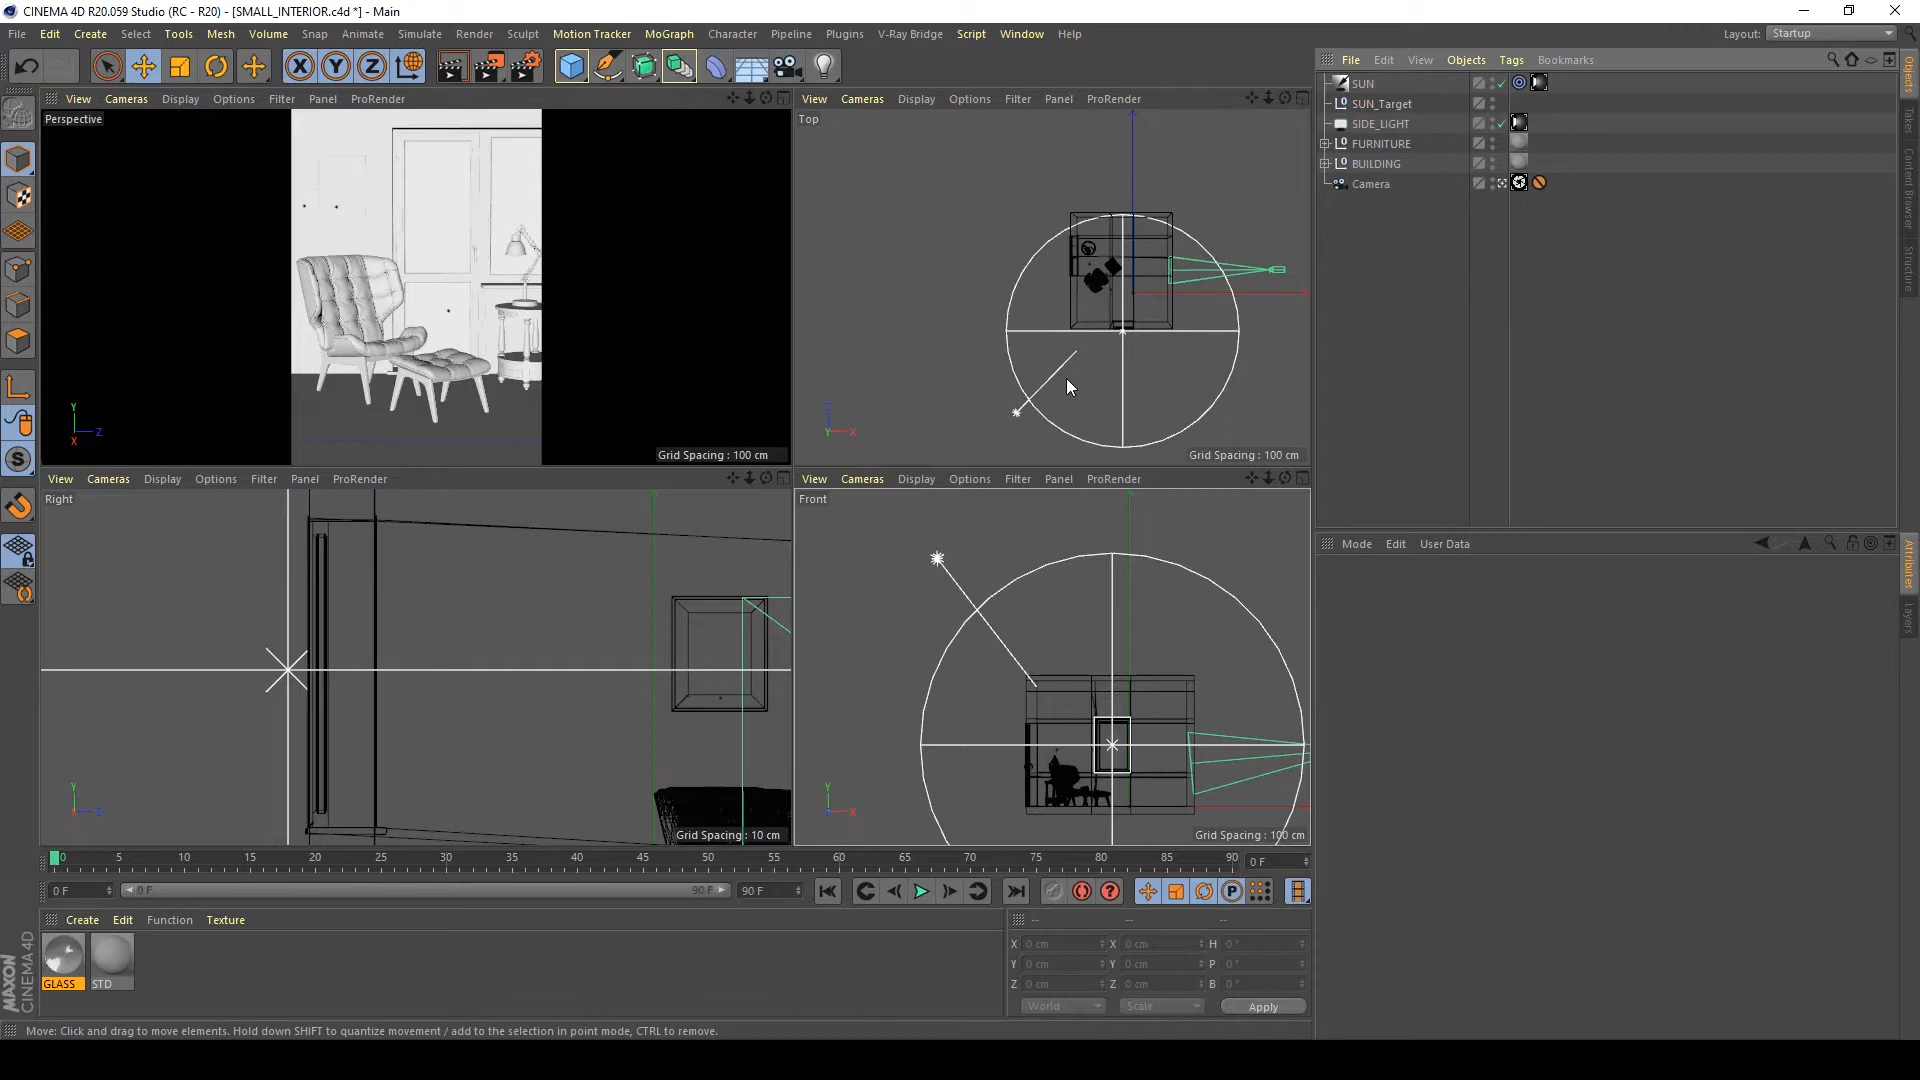 CINEMA 4D R20.059 Studio (RC - R20) - [SMALL_INTERIOR.c4d *] - Main
File Edit Create Select Tools Mesh Volume Snap Animate Simulate Render Sculpt Motion Tracker MoGraph Character Pipeline Plugins V-Ray Bridge Script Window Help Layout: Startup
File Edit View Objects Tags Bookmarks
View Cameras Display Options Filter Panel ProRender
Perspective
Grid Spacing : 100 cm
View Cameras Display Options Filter Panel ProRender
Top
Grid Spacing : 100 cm
SUN
SUN_Target
SIDE_LIGHT
FURNITURE
BUILDING
Camera
Objects
Takes
Content Browser
Structure
View Cameras Display Options Filter Panel ProRender
Right
Grid Spacing : 10 cm
View Cameras Display Options Filter Panel ProRender
Front
Grid Spacing : 100 cm
Mode Edit User Data
Attributes
Layers
0 5 10 15 20 25 30 35 40 45 50 55 60 65 70 75 80 85 90 0 F
0 F 0 F 90 F 90 F
Create Edit Function Texture
GLASS STD
-- -- --
X 0 cm X 0 cm H 0 °
Y 0 cm Y 0 cm P 0 °
Z 0 cm Z 0 cm B 0 °
World Scale Apply
MAXON
CINEMA 4D
Move: Click and drag to move elements. Hold down SHIFT to quantize movement / add to the selection in point mode, CTRL to remove.